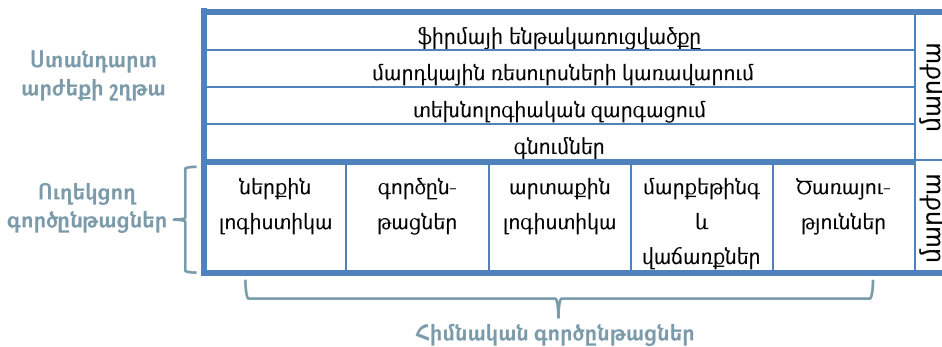 Ստանդարտ
արժեքի շղթա
ֆիրմայի ենթակառուցվածքը
մարդկային ռեսուրսների կառավարում
տեխնոլոգիական զարգացում
գնումներ
մարժա
Ուղեկցող
գործընթացներ
ներքին
լոգիստիկա
գործըն-
թացներ
արտաքին
լոգիստիկա
մարքեթինգ
և
վաճառքներ
Ծառայու-
թյուններ
մարժա
Հիմնական գործընթացներ